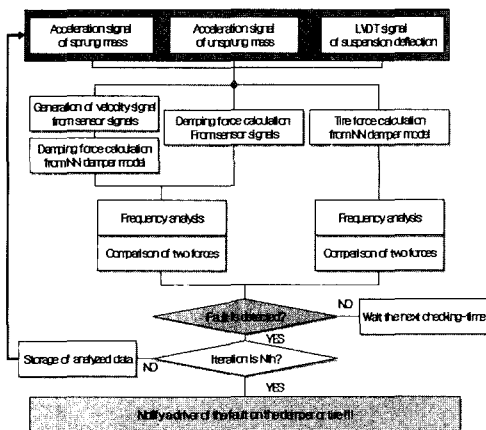 Acceleration signal
of sprung mass
Acceleration signal
of unsprung mass
LVDT signal
of suspension deflection
Generation of velocity signal
from sensor signals
Damping force calculation
from NN damper model
Damping force calculation
From sensor signals
Tire force calculation
from NN damper model
Frequency analysis
Comparison of two forces
Frequency analysis
Comparison of two forces
Fault is detected?
NO
Wait the next checking-time
YES
Storage of analyzed data
NO
Iteration is Nth?
YES
Notify a driver of the fault on the damper or tire!!!